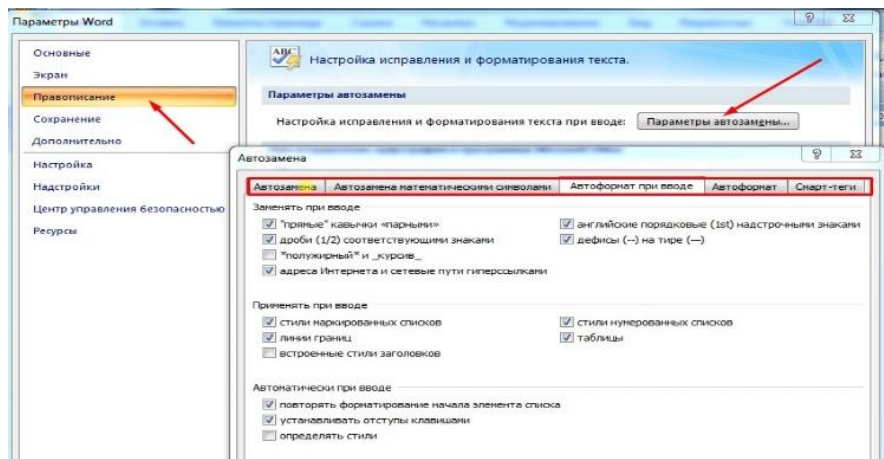 Параметры Word
Основные
Экран
Правописание
Сохранение
Дополнительно
Настройка
Надстройки
Центр управления безопасностью
Ресурсы
ABC
Настройка исправления и форматирования текста.
Параметры автозамены
Настройка исправления и форматирования текста при вводе: Параметры автозамены...
Автозамена
Автозамена Автозамена математическими символами Автоформат при вводе Автоформат Смарт-теги
Заменять при вводе
"прямые" кавычки «парными» английские порядковые (1st) надстрочными знаками
дроби (1/2) соответствующими знаками дефисы (--) на тире (—)
*полужирный* и _курсив_
адреса Интернета и сетевые пути гиперссылками
Применять при вводе
стили маркированных списков стили нумерованных списков
линии границ таблицы
встроенные стили заголовков
Автоматически при вводе
повторять форматирование начала элемента списка
устанавливать отступы клавишами
определять стили